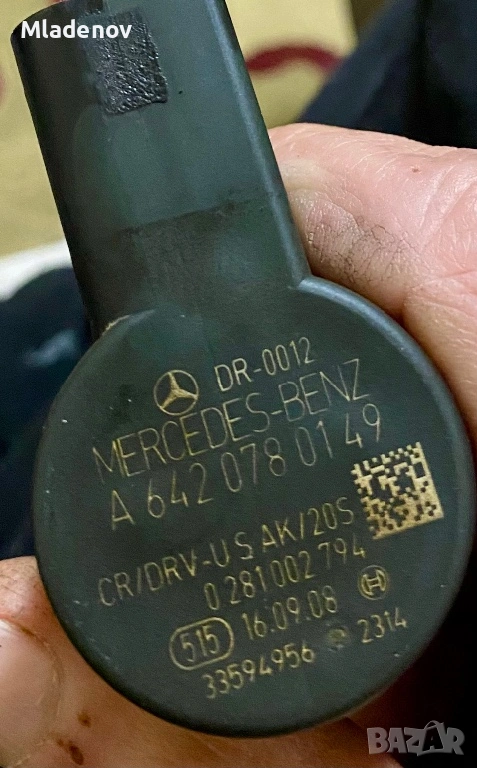 Mladenov
DR-0012
MERCEDES-BENZ
A 642 078 01 49
CR/DRV-U S AK/20S
0 281 002 794
515 16.09.08
33594956 2314
BAZAR